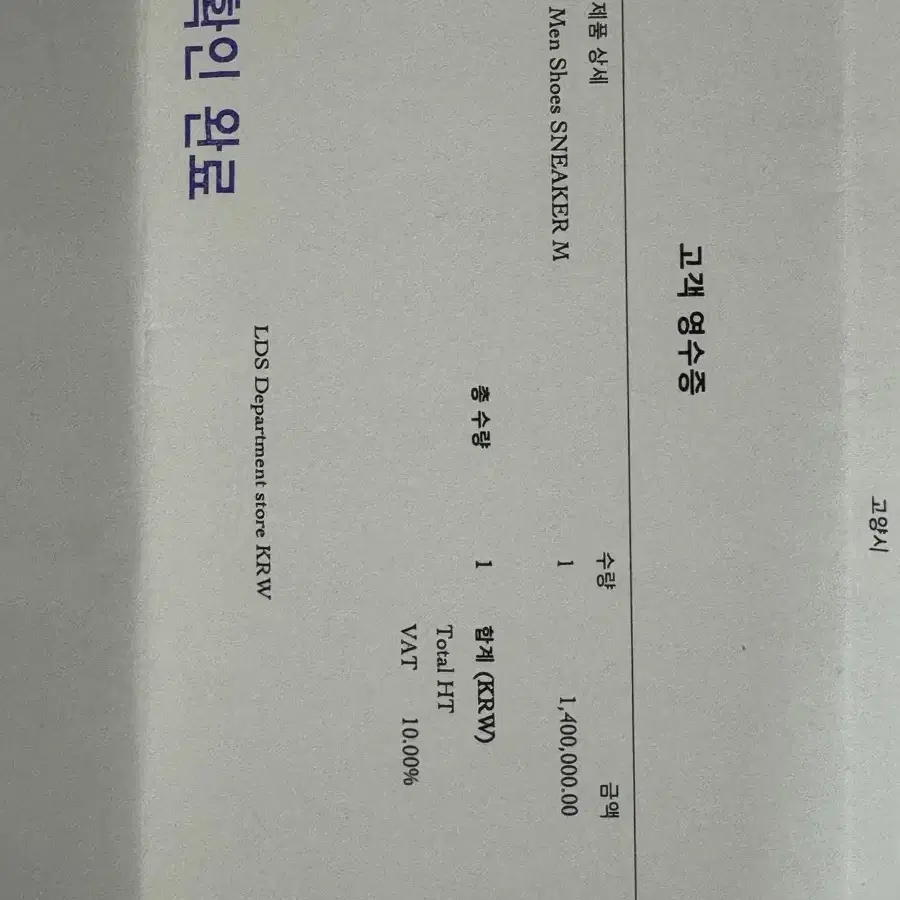 고양시
고객 영수증
제품 상세 수량 금액
Men Shoes SNEAKER M 1 1,400,000.00
총 수량 1 합계 (KRW)
Total HT
VAT 10.00%
LDS Department store KRW
확인 완료